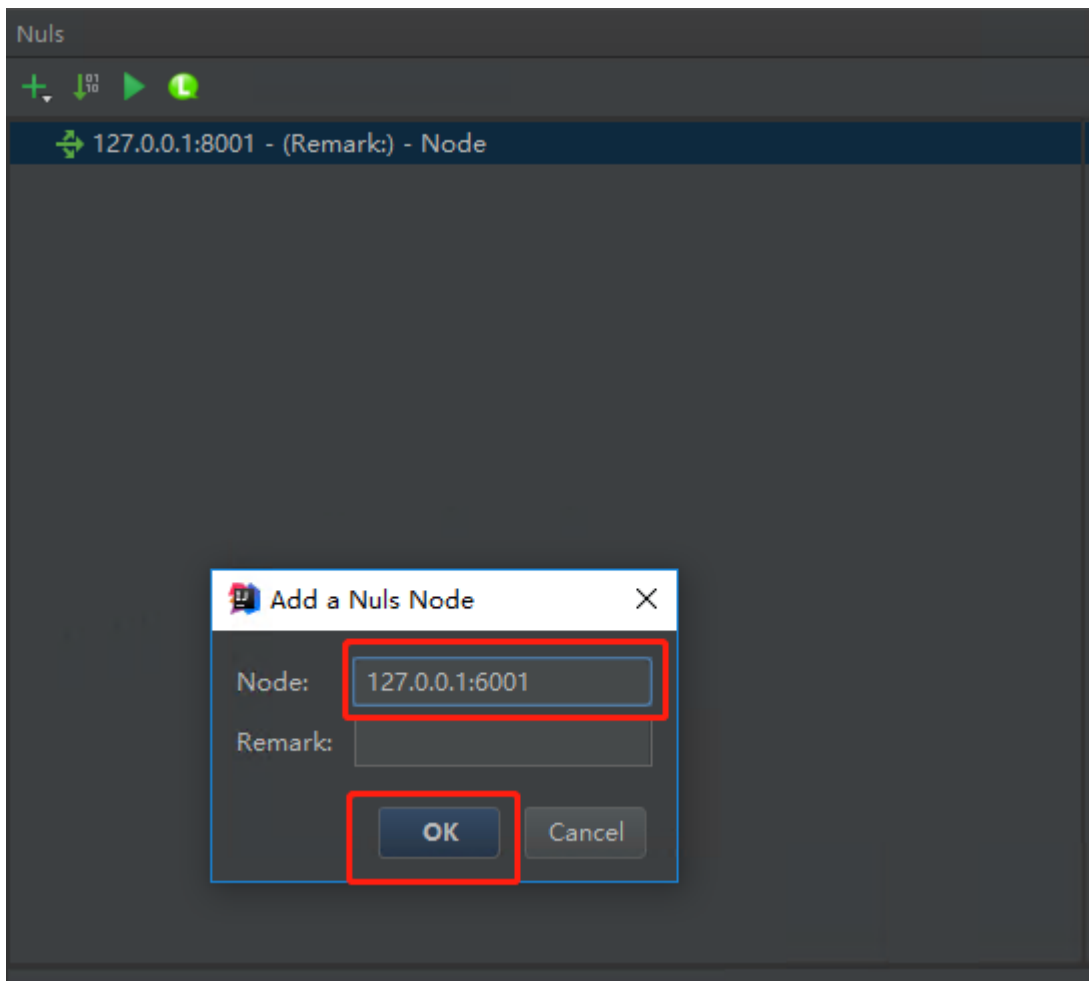 Nuls
127.0.0.1:8001 - (Remark:) - Node
Add a Nuls Node
Node: 127.0.0.1:6001
Remark:
OK Cancel